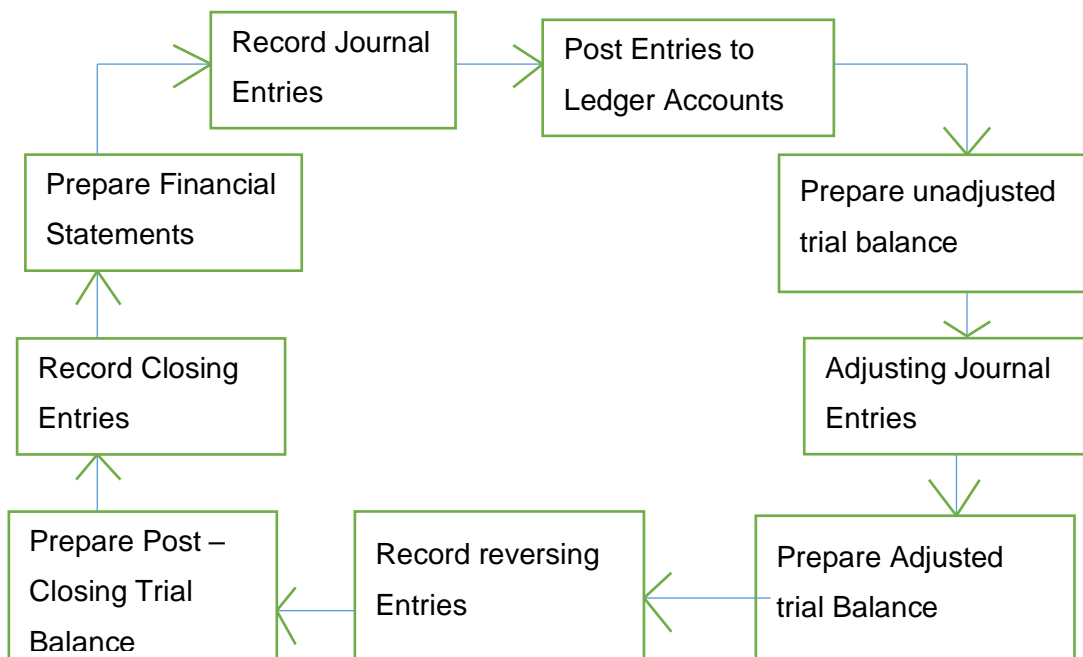 Record Journal
Entries
Post Entries to
Ledger Accounts
Prepare unadjusted
trial balance
Adjusting Journal
Entries
Prepare Adjusted
trial Balance
Record reversing
Entries
Prepare Post –
Closing Trial
Balance
Record Closing
Entries
Prepare Financial
Statements